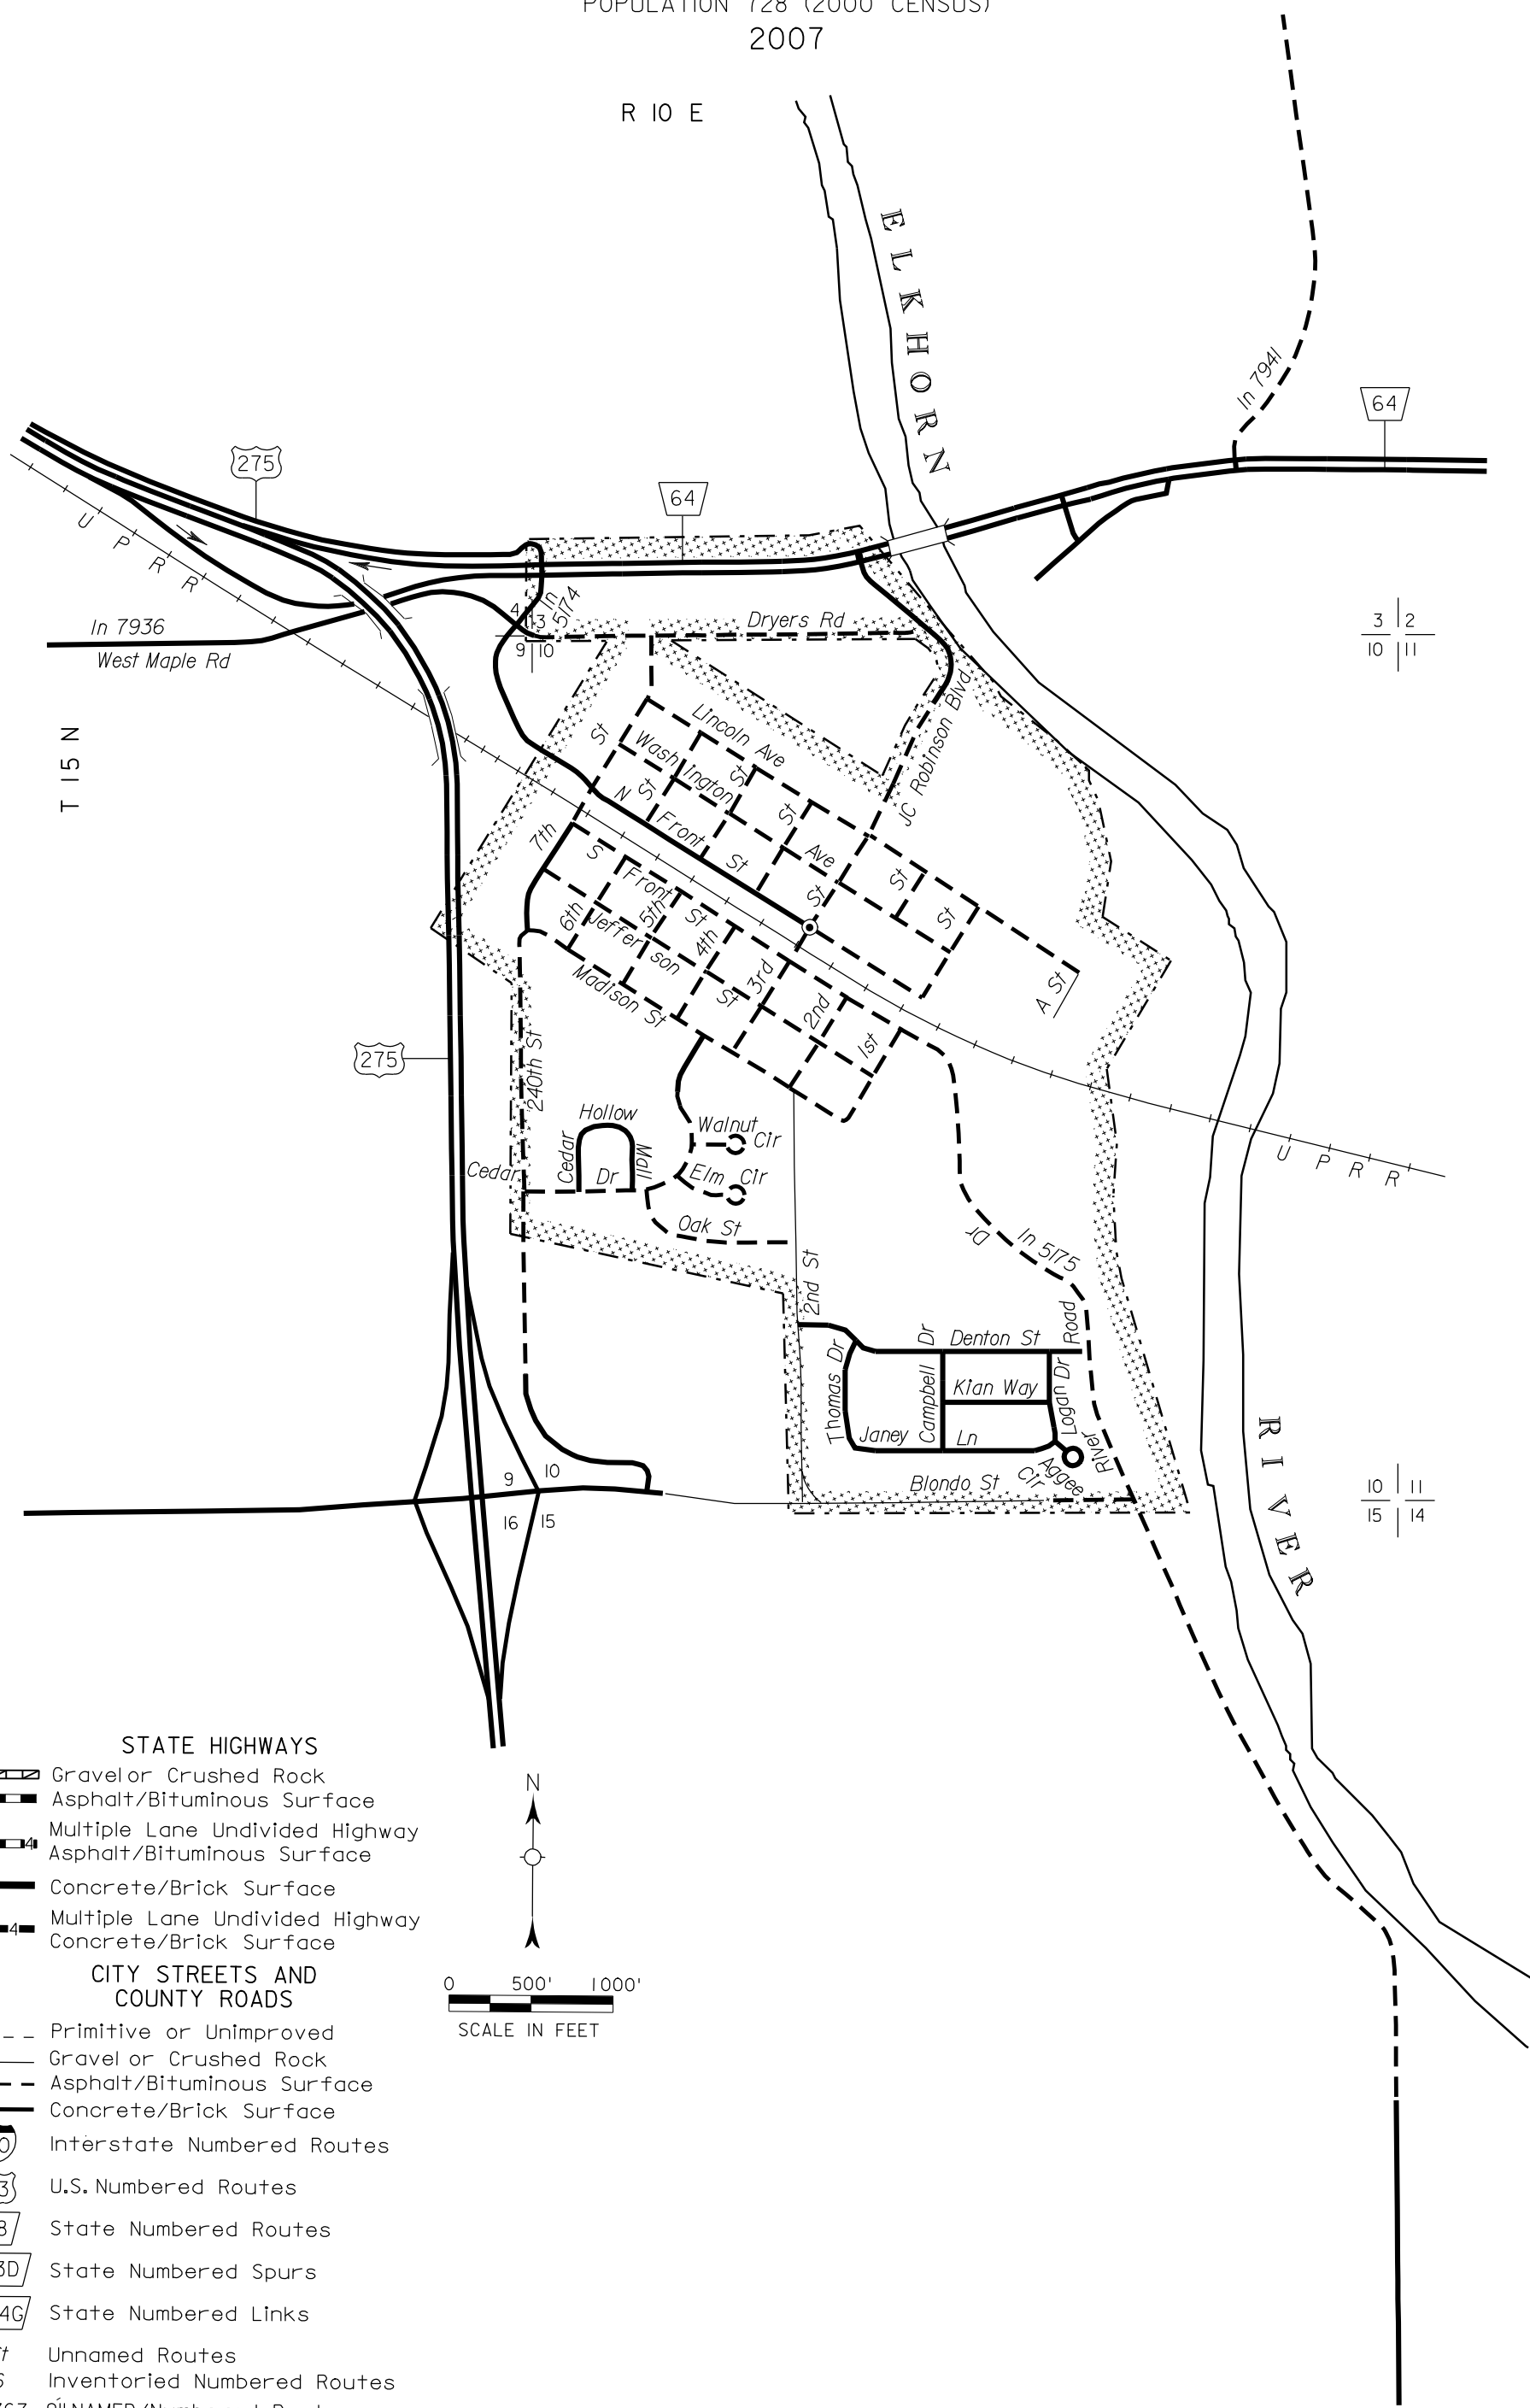 POPULATION 728 (2000 CENSUS)
2007
R 10 E
ELKHORN
In 7941
64
275
64
U P R R
In 7936
West Maple Rd
4 3
9 10
In 5174
Dryers Rd
3 2
10 11
T 15 N
JC Robinson Blvd
Lincoln Ave
St
Washington
St
St
St
Ave
N
Front
St
St
St
St
7th
S
Front
St
6th
5th
4th
3rd
2nd
1st
Jefferson
St
Madison St
A St
275
240th St
Hollow
Cedar
Mall
Cedar
Dr
Walnut
Cir
Elm Cir
Oak St
U P R R
2nd St
Dr
In 5175
Road
Denton St
Dr
Thomas Dr
Campbell
Kian Way
Logan Dr
Janey
Ln
Aggee
Cir
River
Blondo St
9 10
16 15
10 11
15 14
RIVER
STATE HIGHWAYS
Gravel or Crushed Rock
Asphalt/Bituminous Surface
4
Multiple Lane Undivided Highway
Asphalt/Bituminous Surface
Concrete/Brick Surface
4
Multiple Lane Undivided Highway
Concrete/Brick Surface
CITY STREETS AND
COUNTY ROADS
Primitive or Unimproved
Gravel or Crushed Rock
Asphalt/Bituminous Surface
Concrete/Brick Surface
Interstate Numbered Routes
U.S. Numbered Routes
State Numbered Routes
State Numbered Spurs
State Numbered Links
Unnamed Routes
Inventoried Numbered Routes
N
0 500' 1000'
SCALE IN FEET